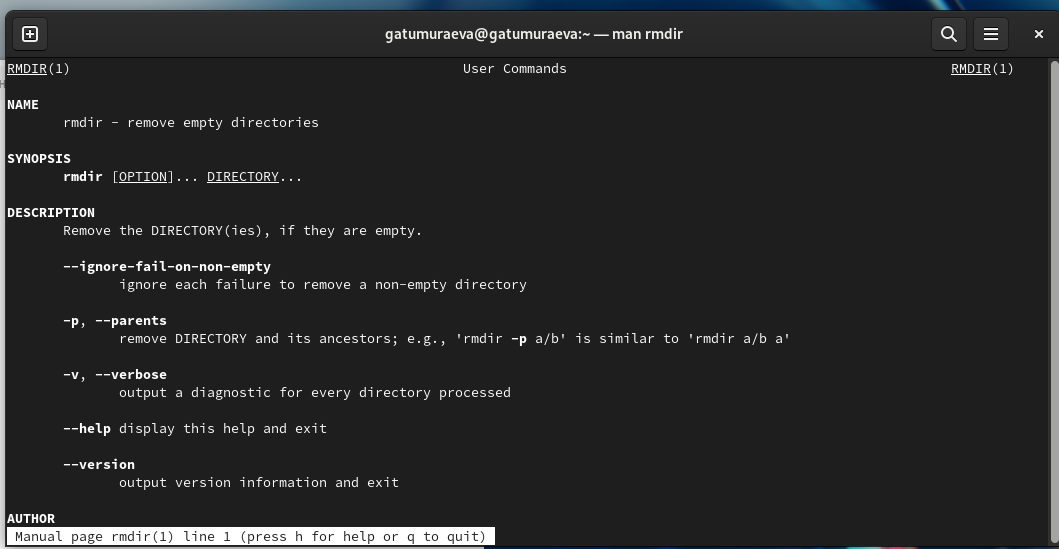 gatumuraeva@gatumuraeva:~ — man rmdir
RMDIR(1) User Commands RMDIR(1)
NAME
rmdir - remove empty directories
SYNOPSIS
rmdir [OPTION]... DIRECTORY...
DESCRIPTION
Remove the DIRECTORY(ies), if they are empty.
--ignore-fail-on-non-empty
ignore each failure to remove a non-empty directory
-p, --parents
remove DIRECTORY and its ancestors; e.g., 'rmdir -p a/b' is similar to 'rmdir a/b a'
-v, --verbose
output a diagnostic for every directory processed
--help display this help and exit
--version
output version information and exit
AUTHOR
Manual page rmdir(1) line 1 (press h for help or q to quit)